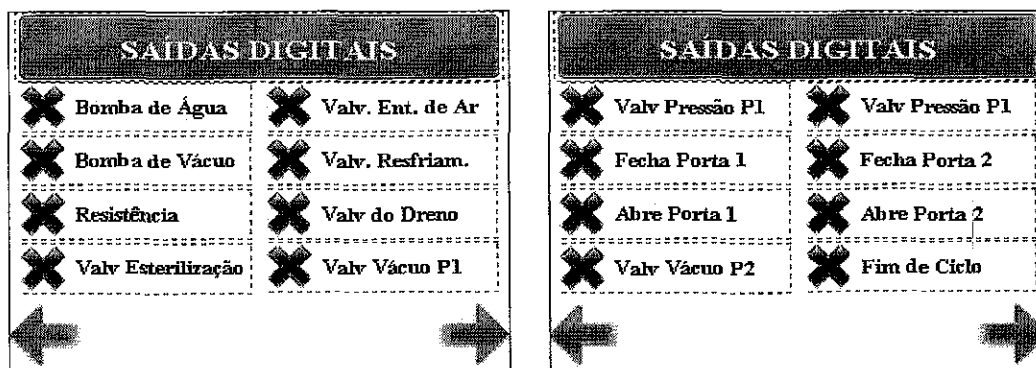 SAÍDAS DIGITAIS
Bomba de Água
Valv. Ent. de Ar
Bomba de Vácuo
Valv. Resfriam.
Resistência
Valv do Dreno
Valv Esterilização
Valv Vácuo P1
SAÍDAS DIGITAIS
Valv Pressão P1
Valv Pressão P1
Fecha Porta 1
Fecha Porta 2
Abre Porta 1
Abre Porta 2
Valv Vácuo P2
Fim de Ciclo